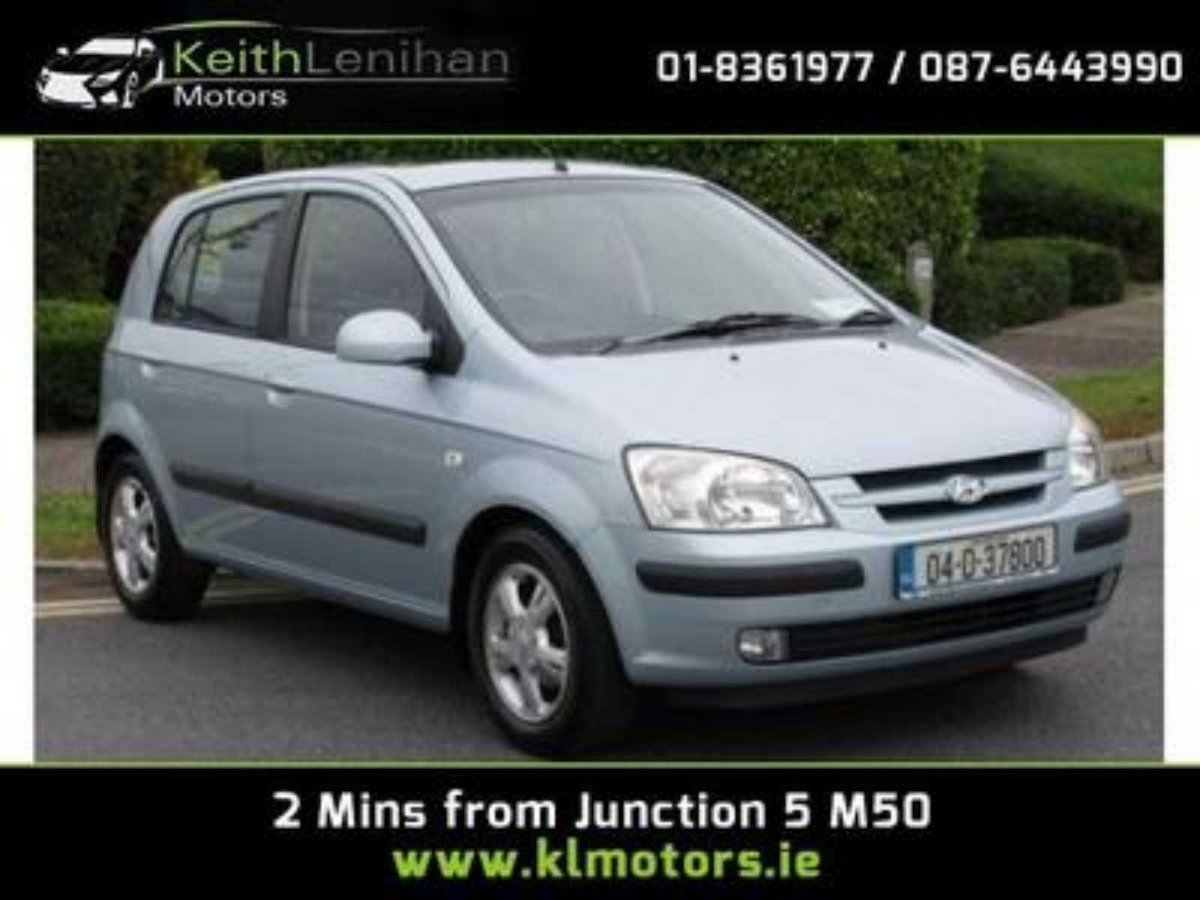 KeithLenihan
Motors
01-8361977 / 087-6443990
04-D-37800
2 Mins from Junction 5 M50
www.klmotors.ie